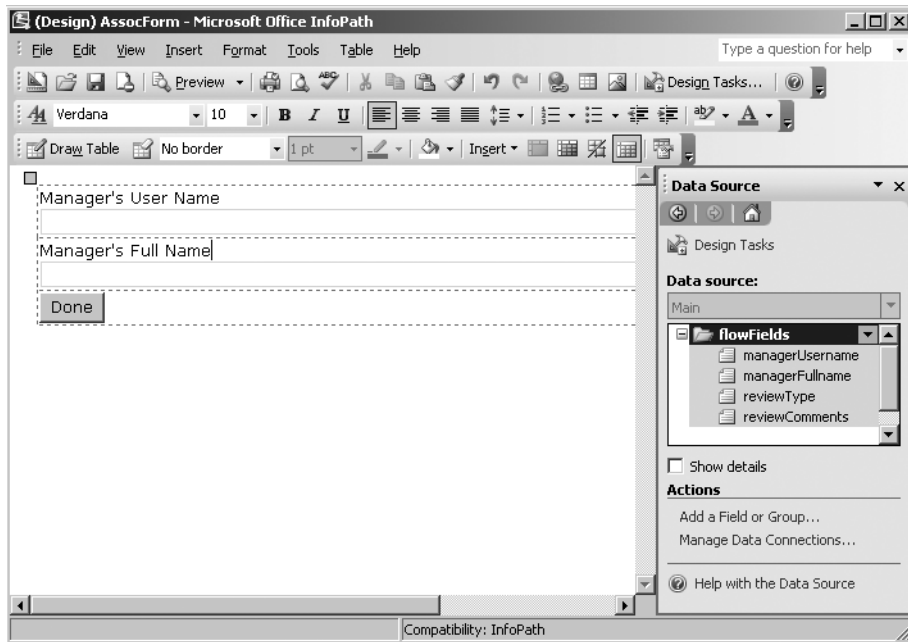 (Design) AssocForm - Microsoft Office InfoPath
File Edit View Insert Format Tools Table Help Type a question for help
Preview ABC Design Tasks...
A4 Verdana 10 B I U ab A
Draw Table No border 1 pt Insert
Manager's User Name
Manager's Full Name
Done
Data Source
Design Tasks
Data source:
Main
flowFields
managerUsername
managerFullname
reviewType
reviewComments
Show details
Actions
Add a Field or Group...
Manage Data Connections...
Help with the Data Source
Compatibility: InfoPath